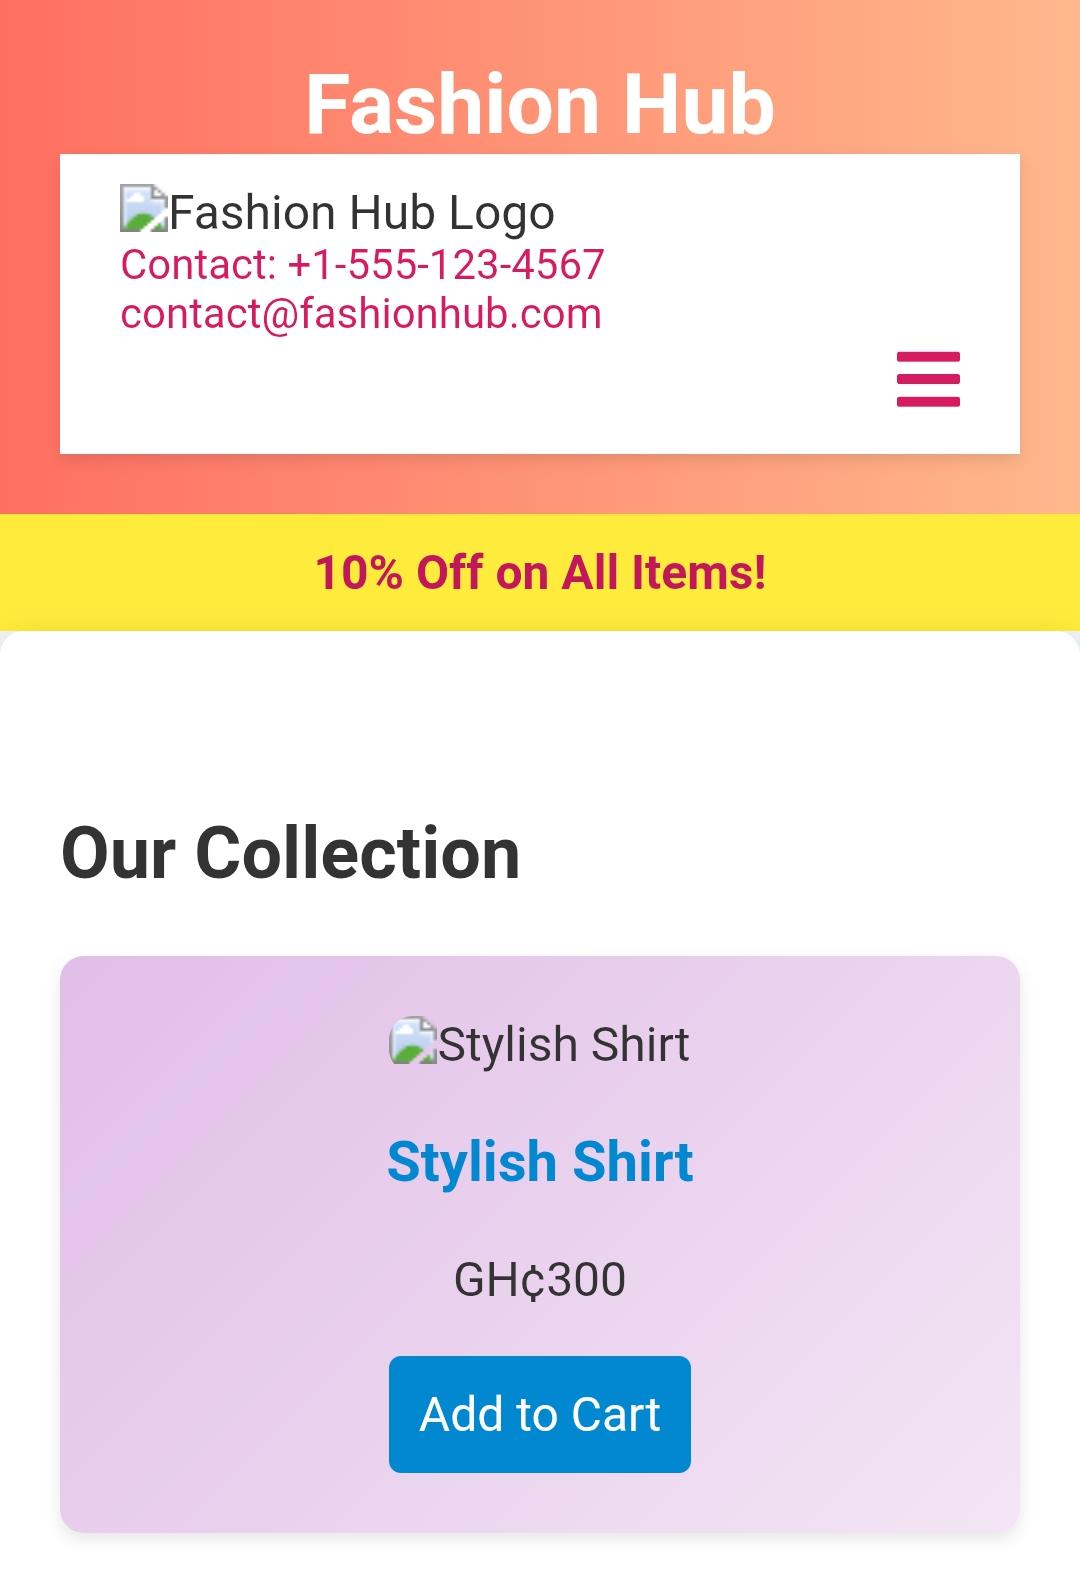 Fashion Hub
Fashion Hub Logo
Contact: +1-555-123-4567
contact@fashionhub.com
10% Off on All Items!
Our Collection
Stylish Shirt
Stylish Shirt
GH¢300
Add to Cart